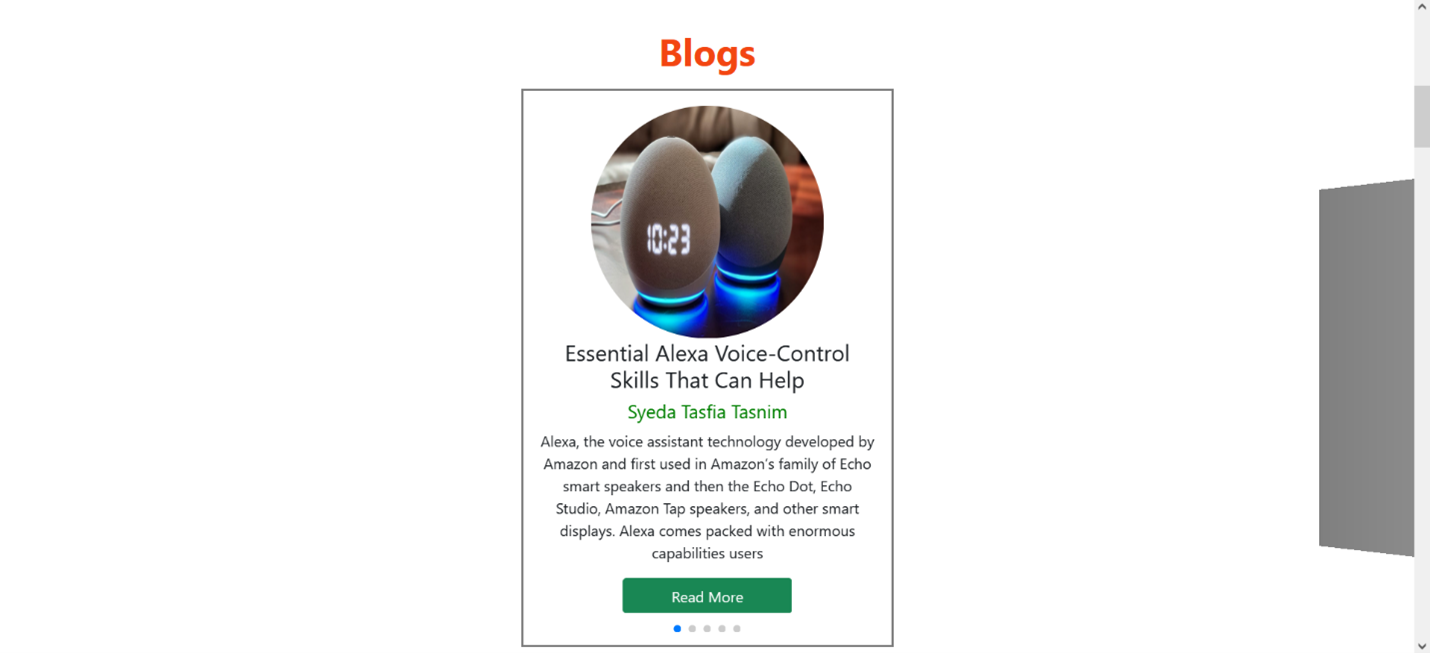 Blogs
10:23
Essential Alexa Voice-Control
Skills That Can Help
Syeda Tasfia Tasnim
Alexa, the voice assistant technology developed by
Amazon and first used in Amazon’s family of Echo
smart speakers and then the Echo Dot, Echo
Studio, Amazon Tap speakers, and other smart
displays. Alexa comes packed with enormous
capabilities users
Read More